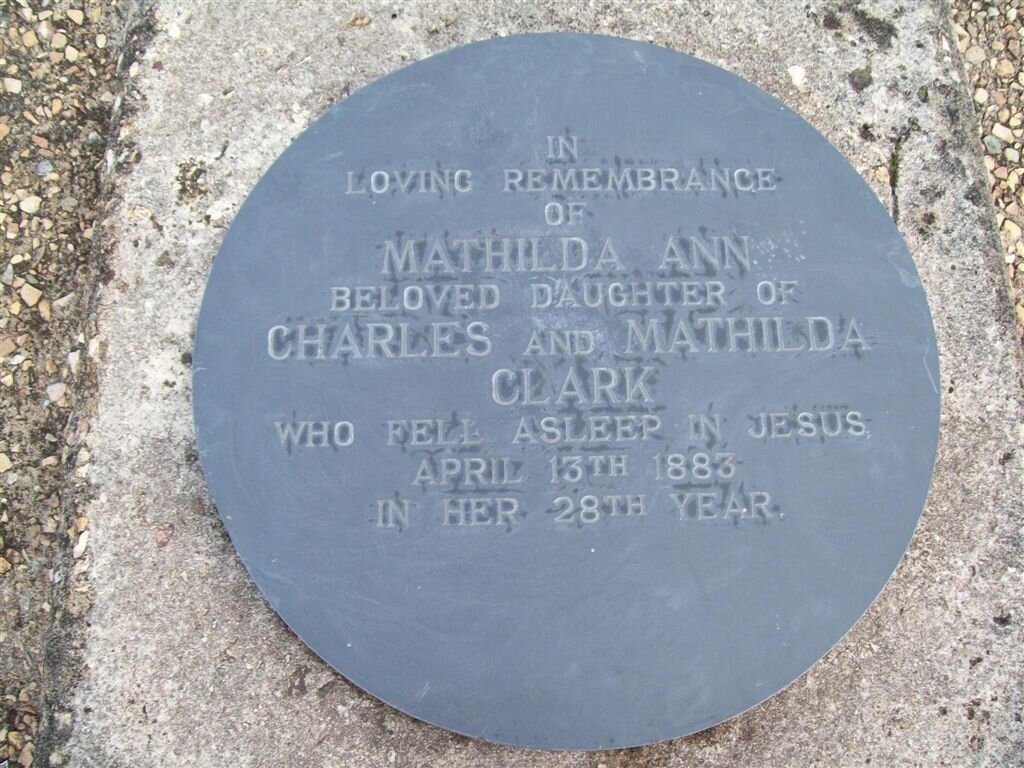 IN
LOVING REMEMBRANCE
OF
MATHILDA ANN
BELOVED DAUGHTER OF
CHARLES AND MATHILDA
CLARK
WHO FELL ASLEEP IN JESUS,
APRIL 13TH 1883
IN HER 28TH YEAR.